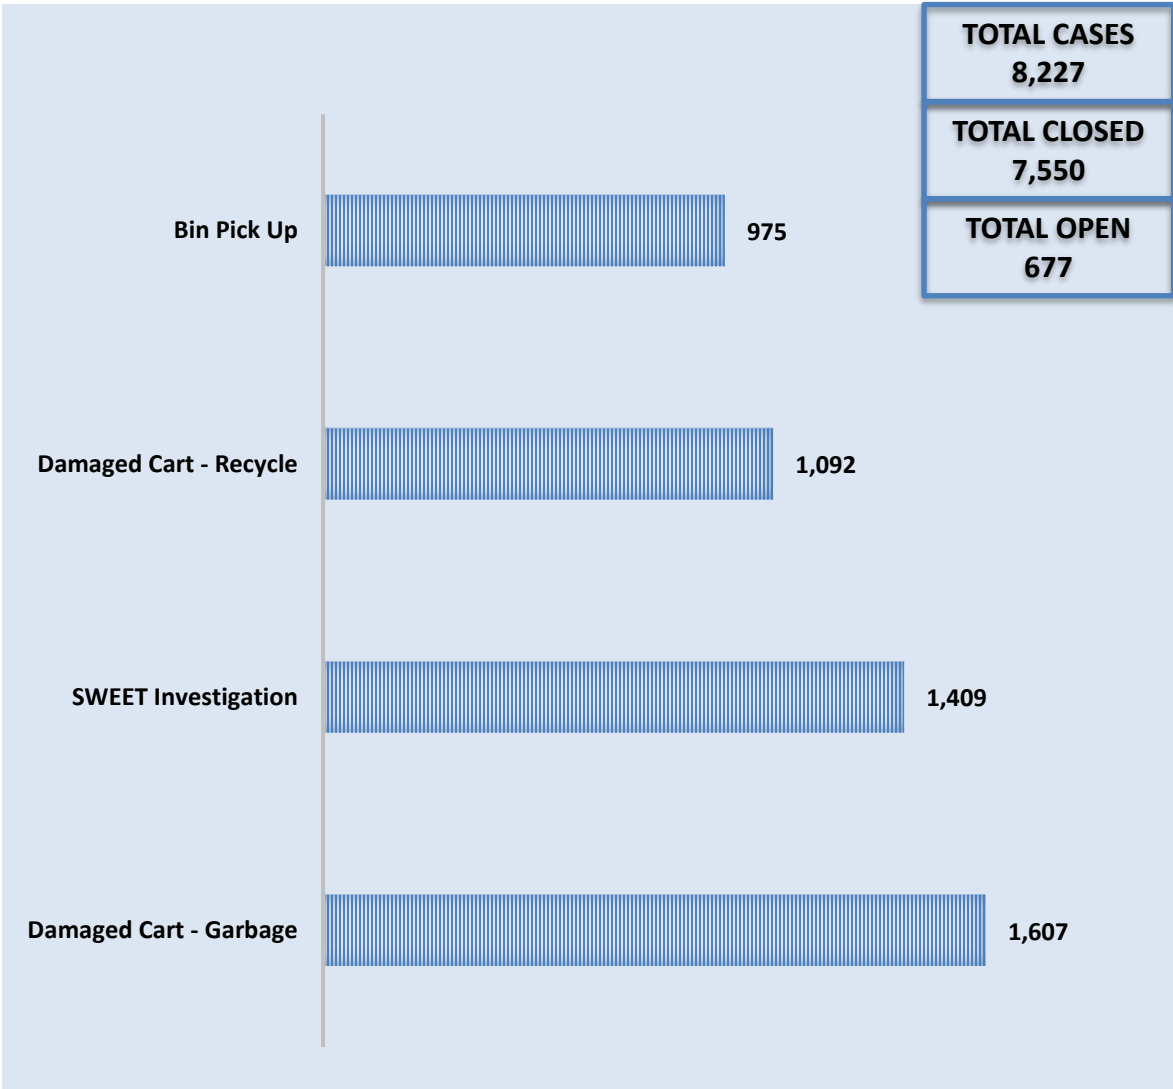 TOTAL CASES
8,227
TOTAL CLOSED
7,550
TOTAL OPEN
677
Bin Pick Up
975
Damaged Cart - Recycle
1,092
SWEET Investigation
1,409
Damaged Cart - Garbage
1,607